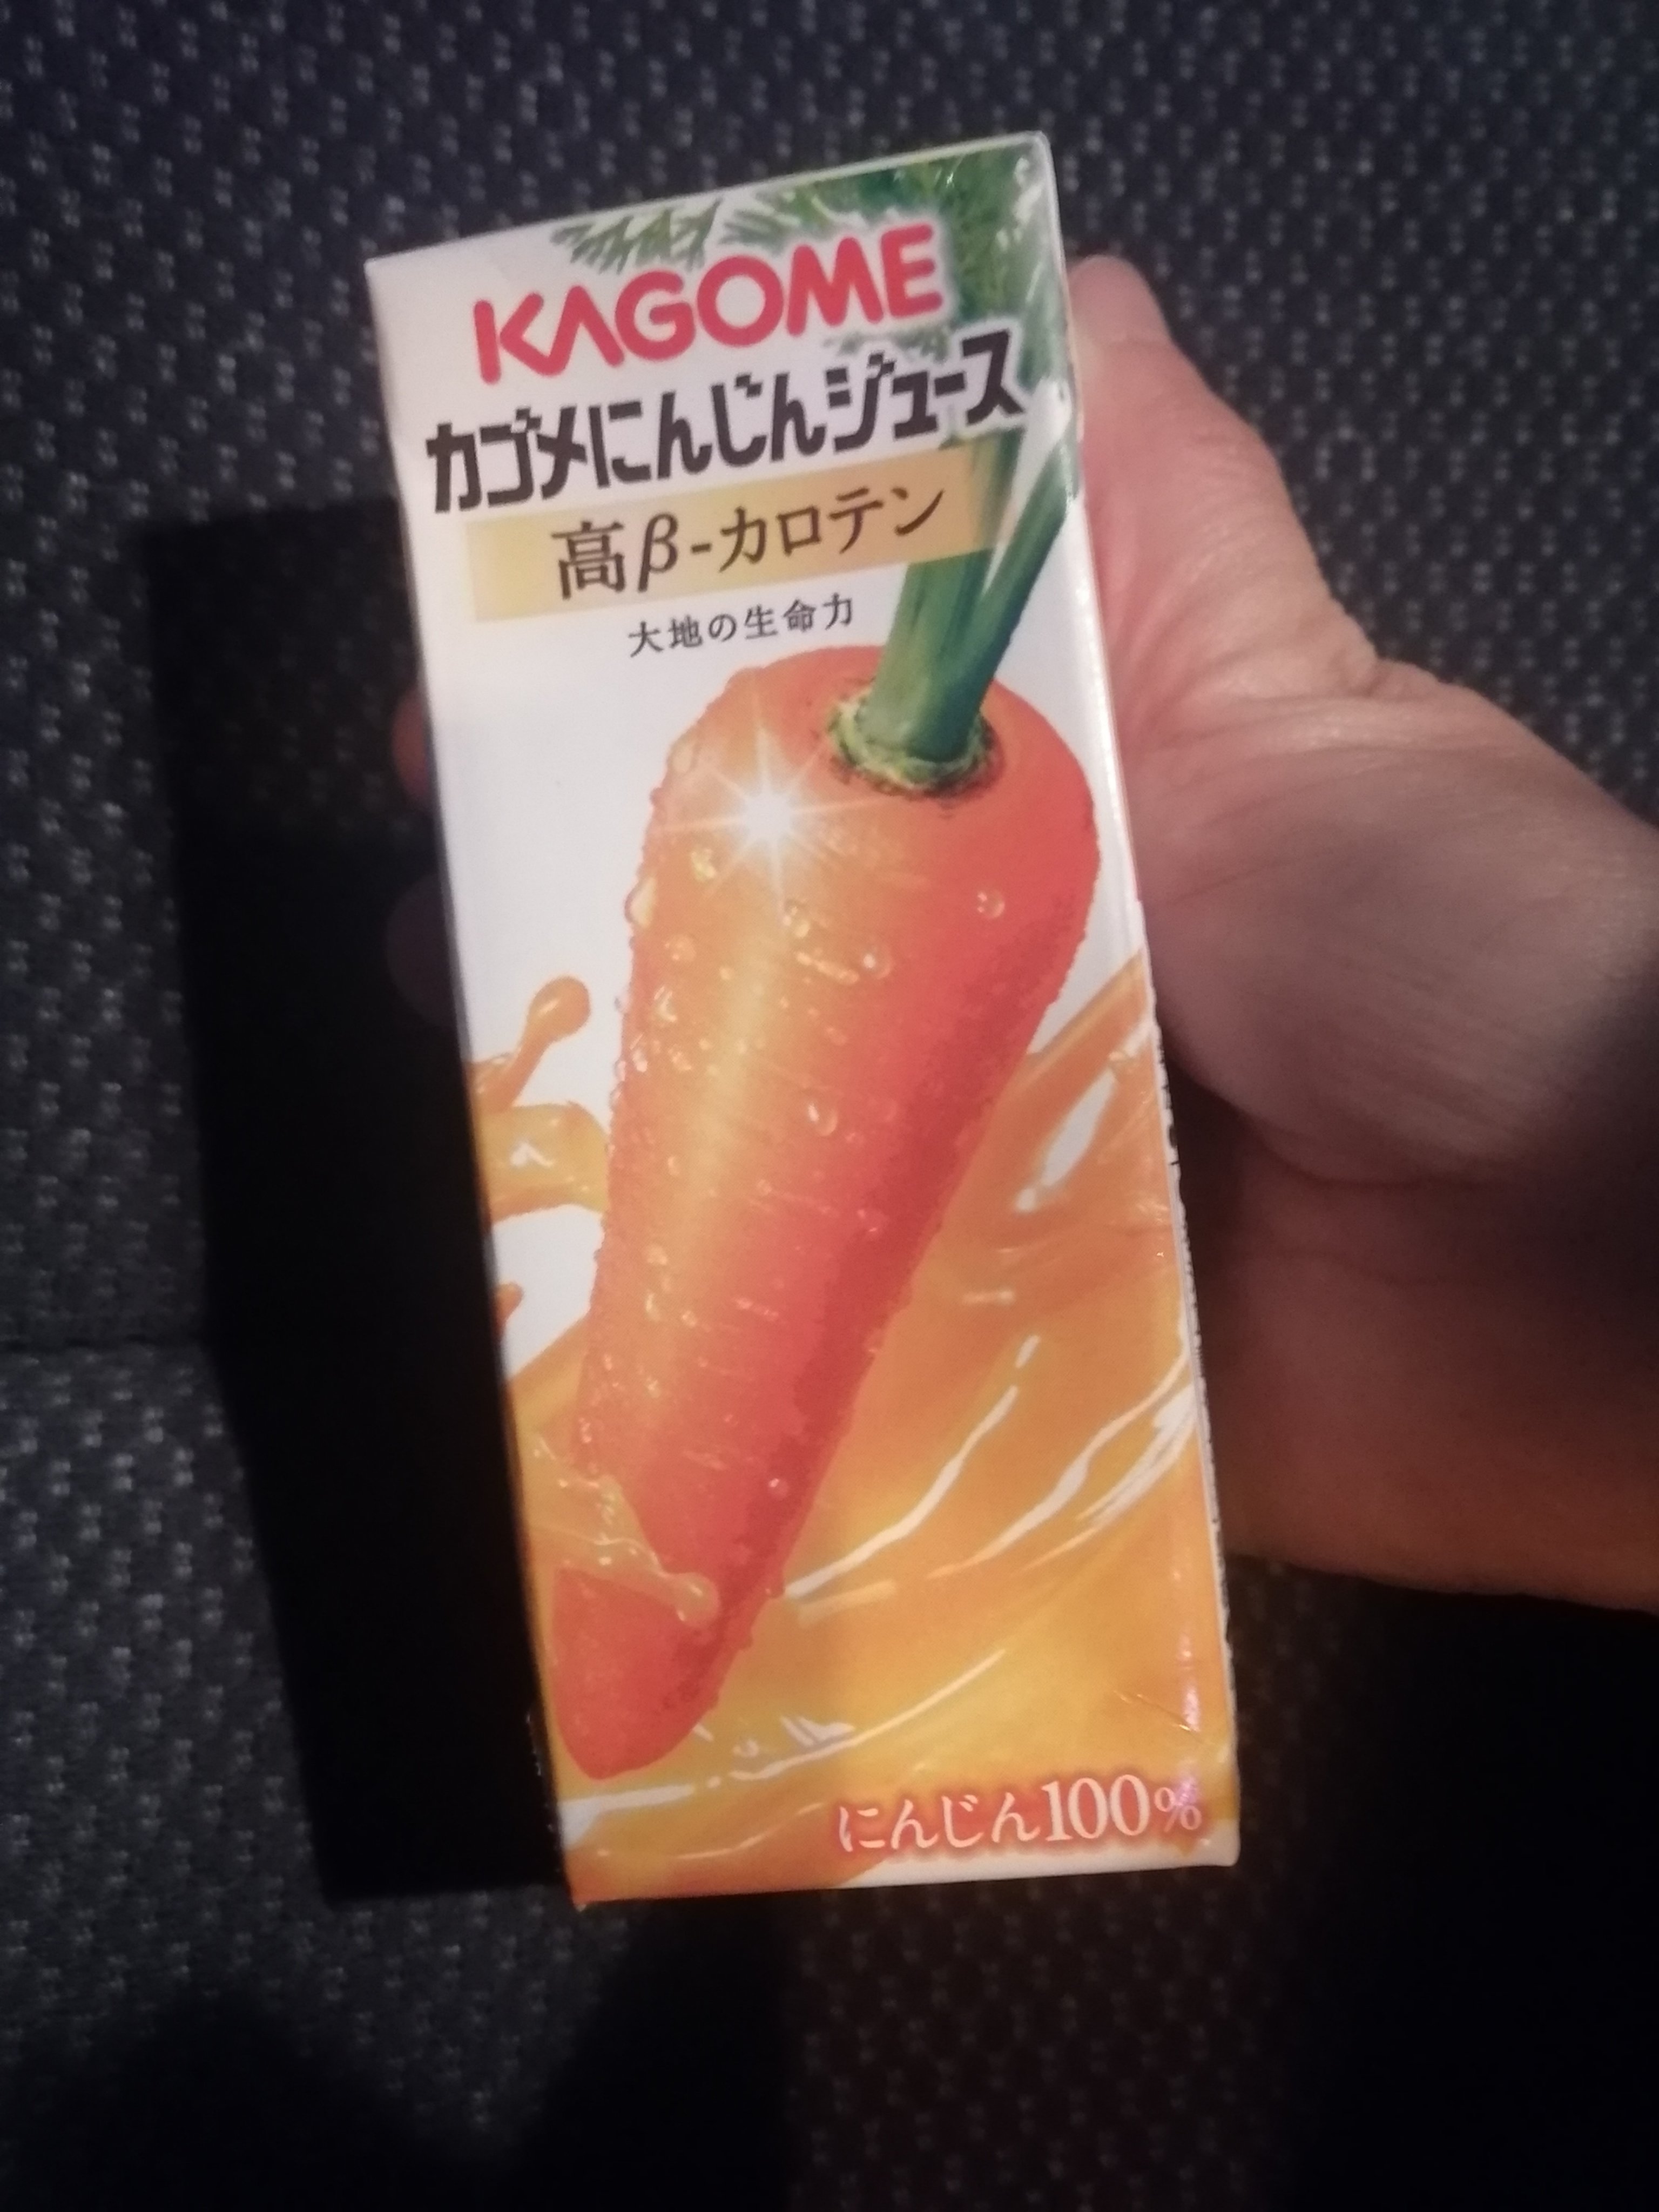 KAGOME
カゴメにんじんジュース
高β-カロテン
大地の生命力
にんじん100%